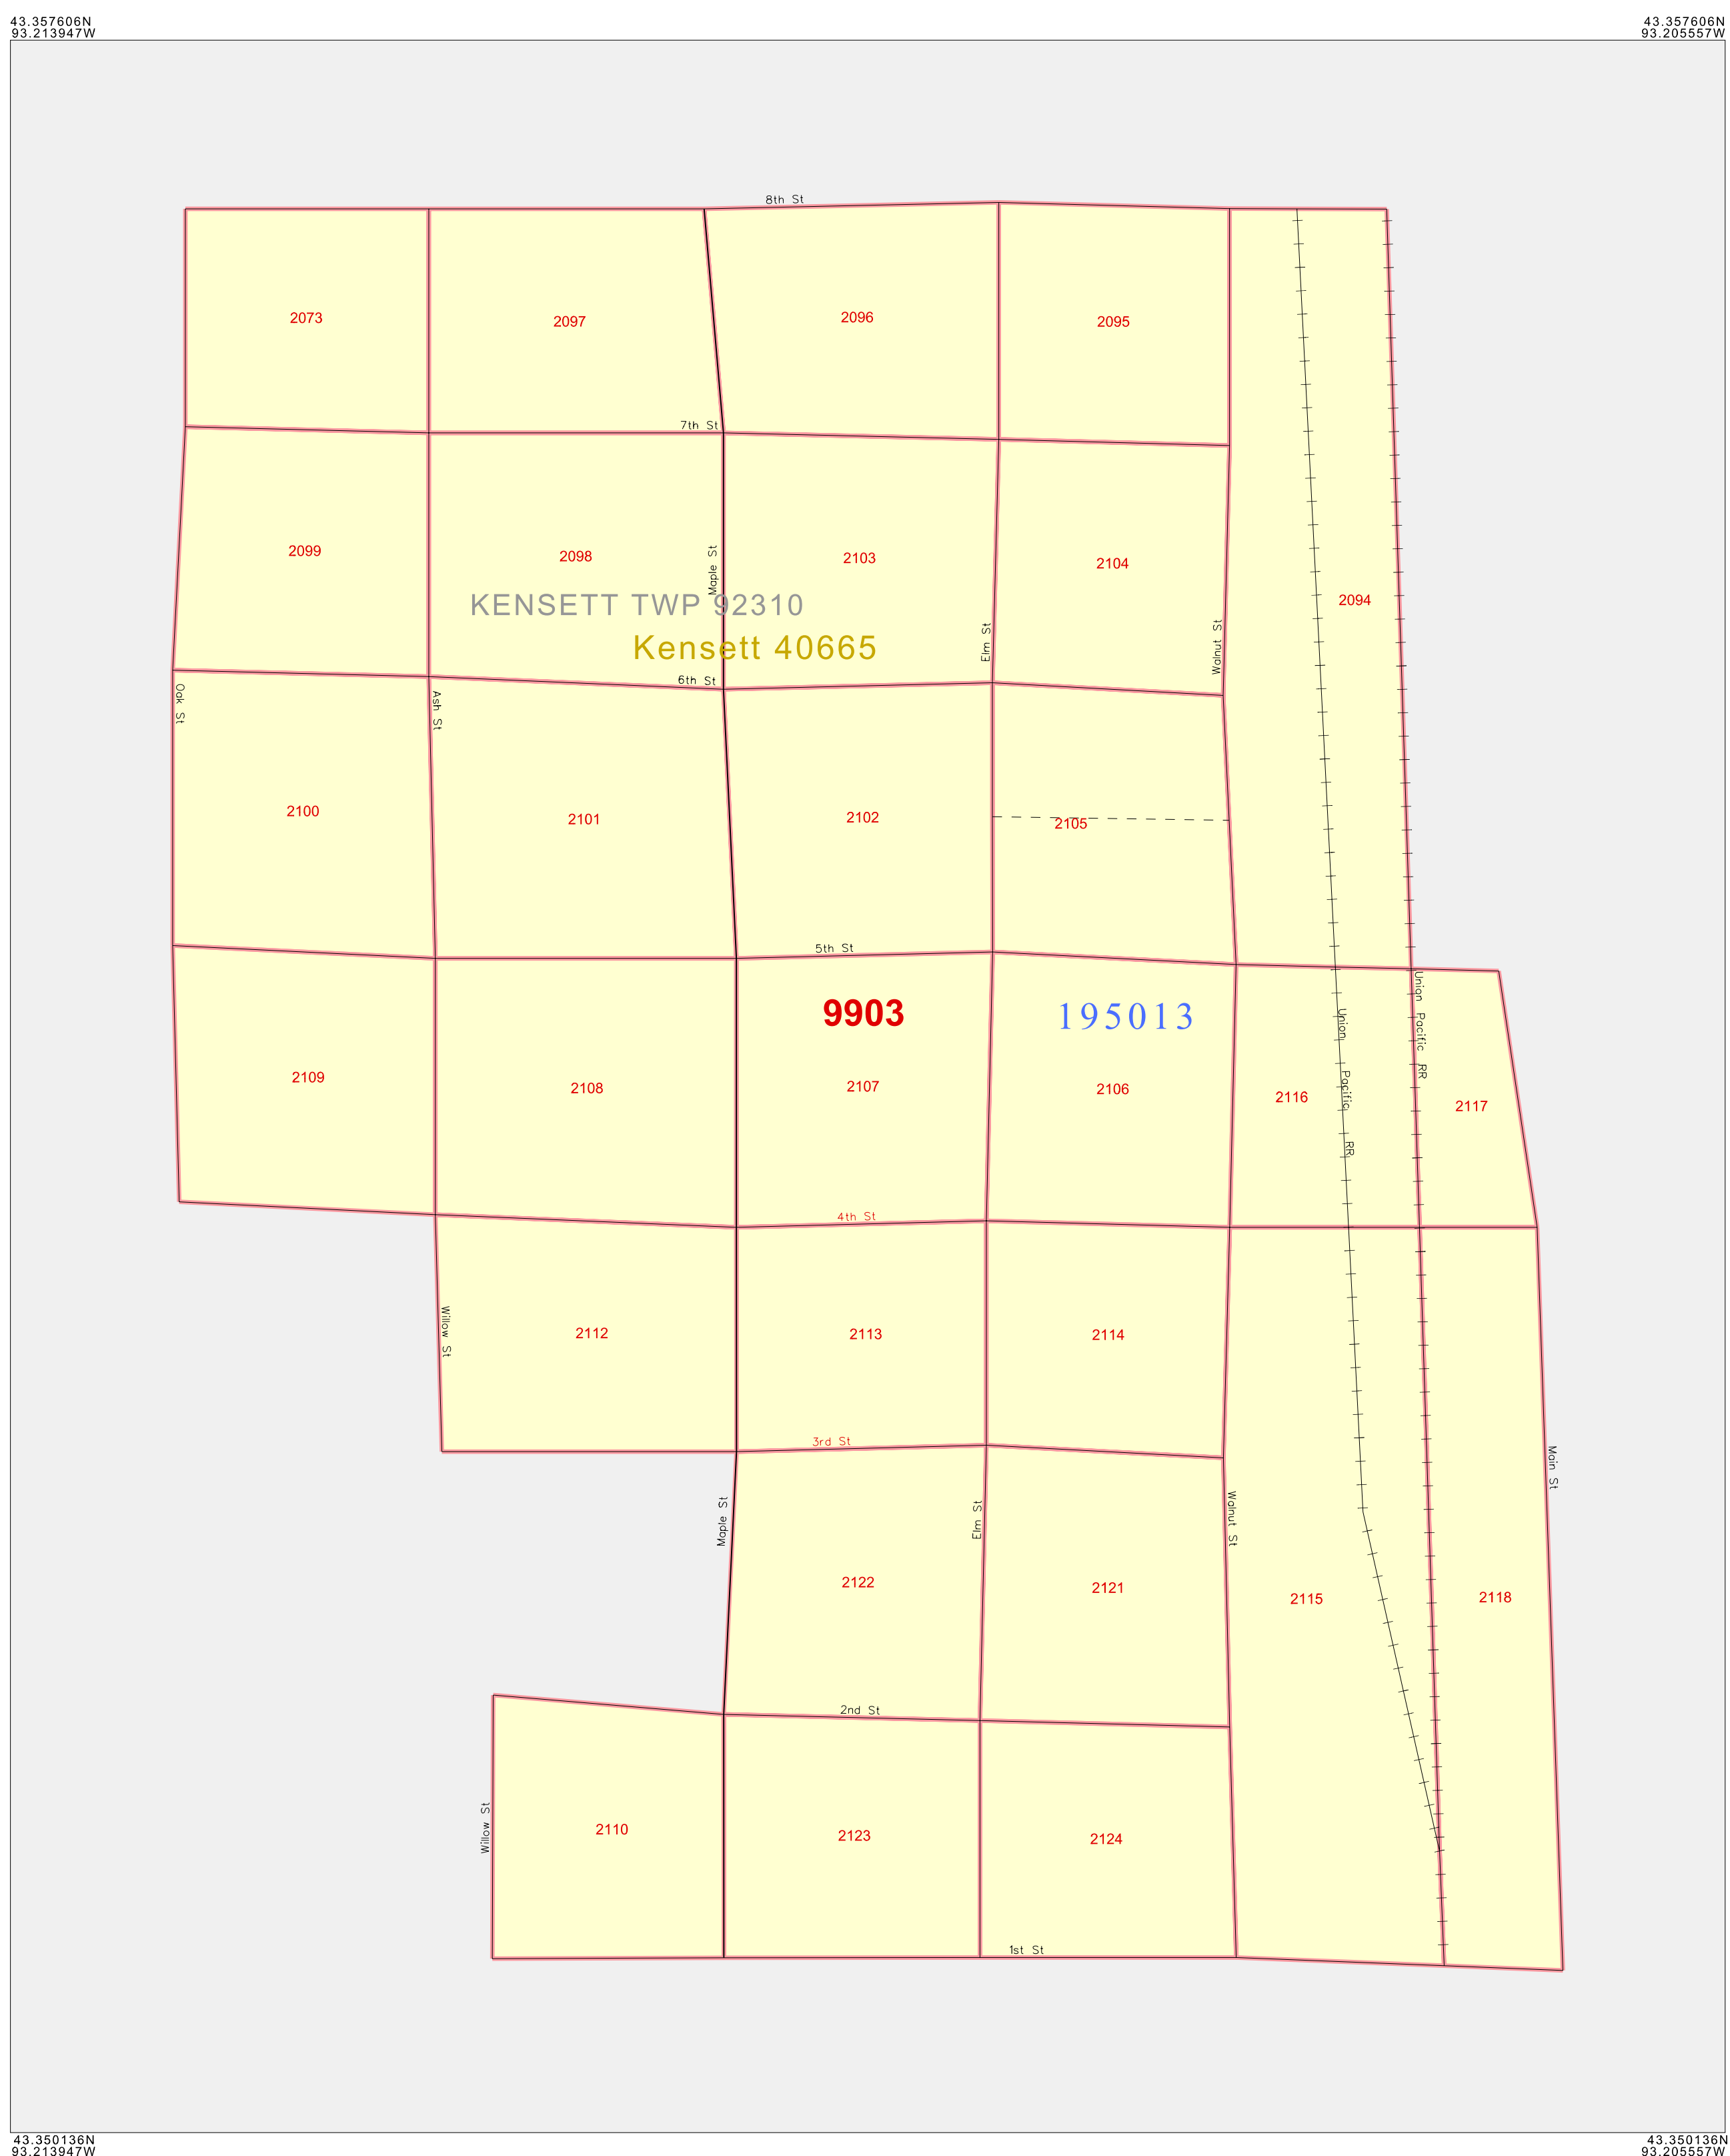 43.357606N
93.213947W
43.357606N
93.205557W
8th St
2073
2097
2096
2095
7th St
2099
2098
Maple St
2103
2104
2094
KENSETT TWP 92310
Kensett 40665
Elm St
Walnut St
6th St
Oak St
Ash St
2100
2101
2102
2105
5th St
9903
195013
Union Pacific RR
Union Pacific RR
2109
2108
2107
2106
2116
2117
4th St
Willow St
2112
2113
2114
3rd St
Main St
Maple St
Elm St
Walnut St
2122
2121
2115
2118
2nd St
Willow St
2110
2123
2124
1st St
43.350136N
93.213947W
43.350136N
93.205557W